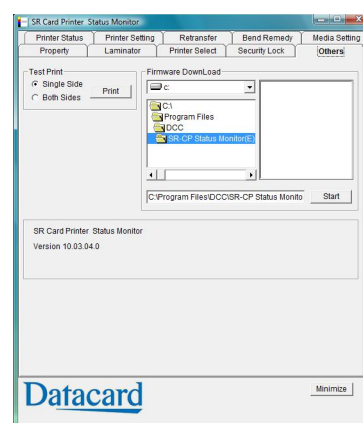 SR Card Printer Status Monitor
Printer Status Printer Setting Retransfer Bend Remedy Media Setting
Property Laminator Printer Select Security Lock Others
Test Print
Single Side
Both Sides
Print
Firmware DownLoad
c:
C:\
Program Files
DCC
SR-CP Status Monitor(E)
C:\Program Files\DCC\SR-CP Status Monito
Start
SR Card Printer Status Monitor
Version 10.03.04.0
Datacard
Minimize